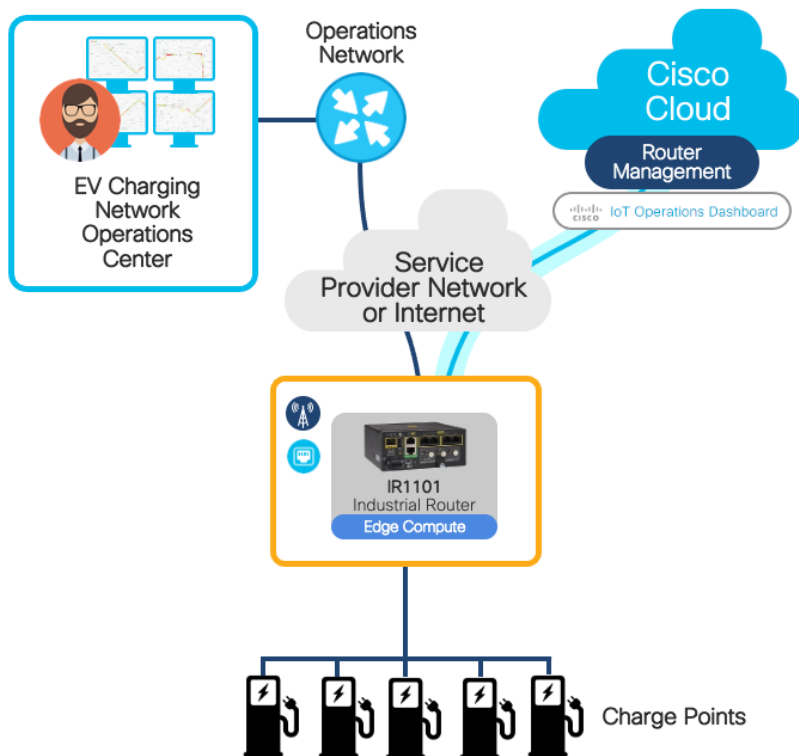 Operations
Network
EV Charging
Network
Operations
Center
Cisco
Cloud
Router
Management
CISCO IoT Operations Dashboard
Service
Provider Network
or Internet
IR1101
Industrial Router
Edge Compute
Charge Points